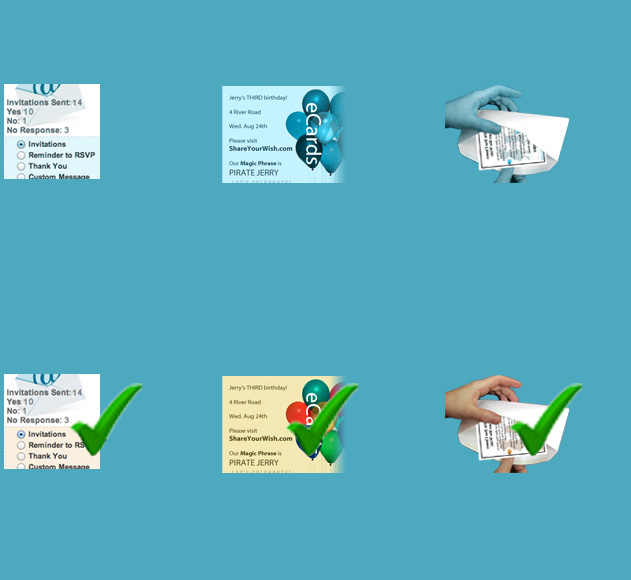 Invitations Sent: 14
Yes 10
No: 1
No Response: 3
Invitations
Reminder to RSVP
Thank You
Custom Message
Jerry's THIRD birthday!
4 River Road
Wed. Aug 24th
Please visit
ShareYourWish.com
Our Magic Phrase is
PIRATE JERRY
eCards
Invitations Sent: 14
Yes 10
No: 1
No Response: 3
Invitations
Reminder to RS
Thank You
Custom Message
Jerry's THIRD birthday!
4 River Road
Wed. Aug 24th
Please visit
ShareYourWish.com
Our Magic Phrase is
PIRATE JERRY
eCa